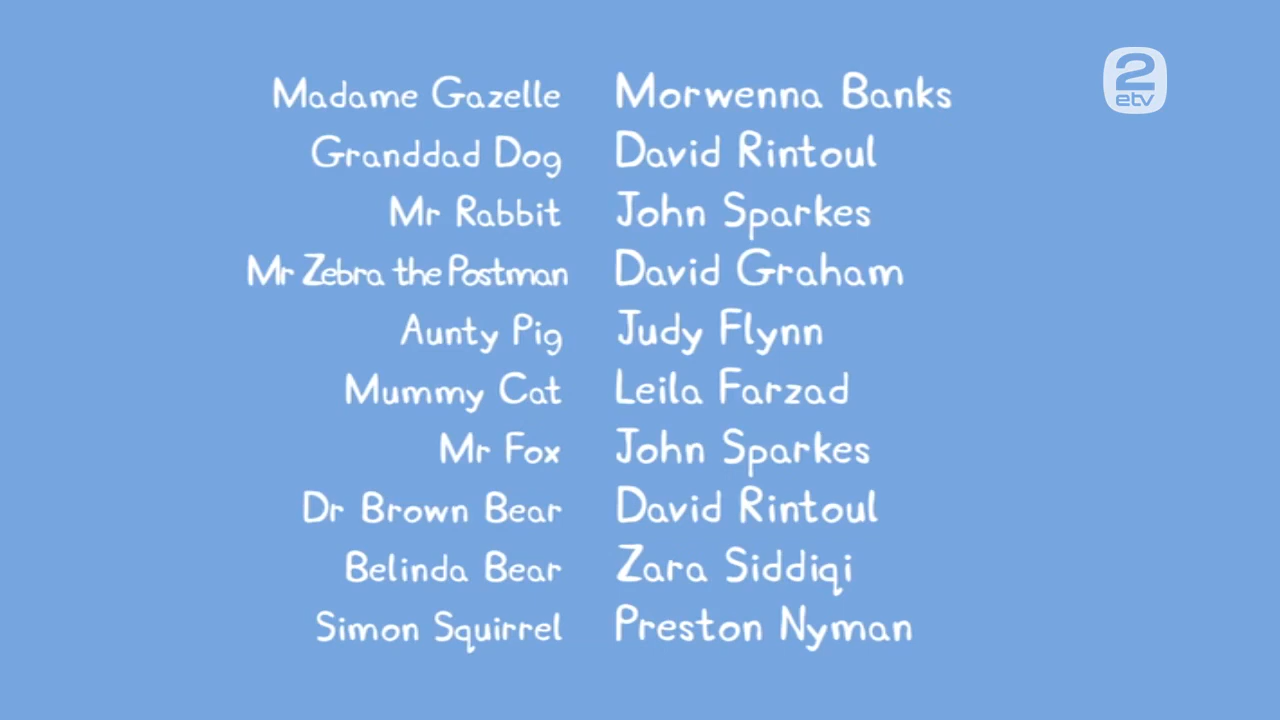 Madame Gazelle Morwenna Banks
Granddad Dog David Rintoul
Mr Rabbit John Sparkes
Mr Zebra the Postman David Graham
Aunty Pig Judy Flynn
Mummy Cat Leila Farzad
Mr Fox John Sparkes
Dr Brown Bear David Rintoul
Belinda Bear Zara Siddiqi
Simon Squirrel Preston Nyman
2
etv